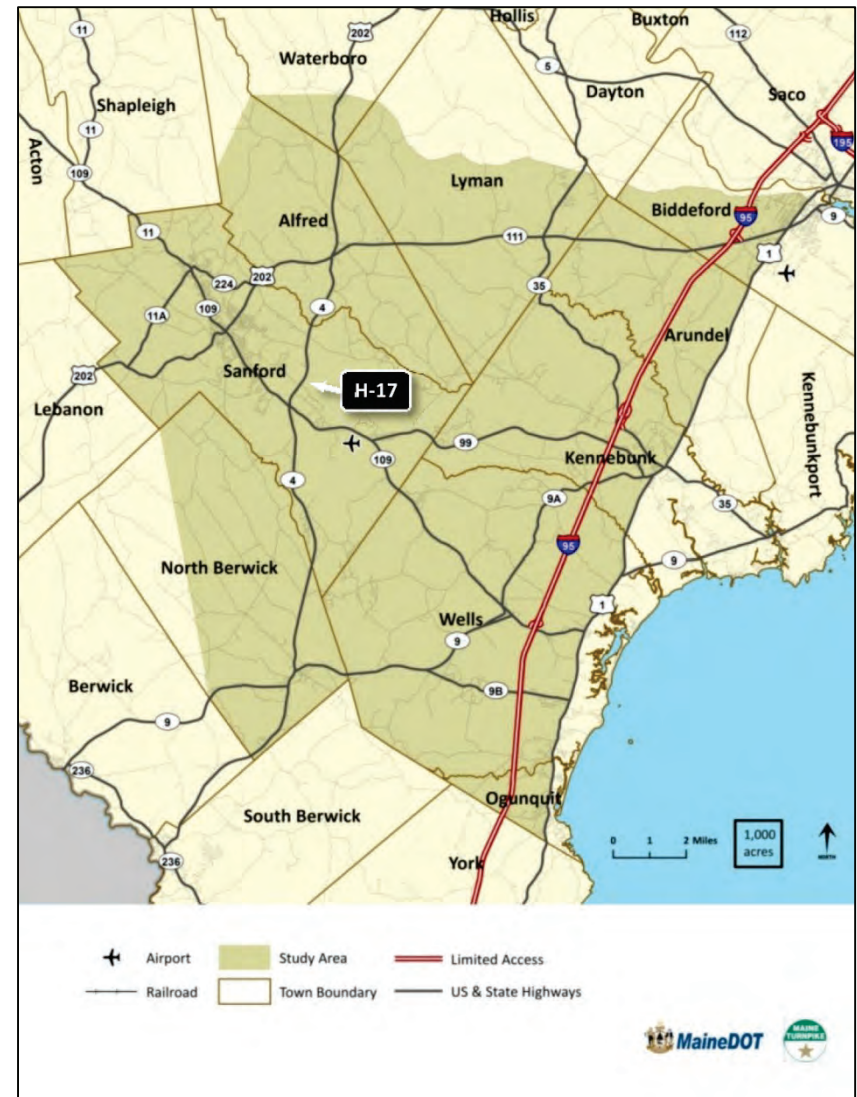 Hollis
Buxton
11
202
112
Waterboro
5
Dayton
Saco
Shapleigh
11
195
Acton
109
Lyman
Biddeford
95
9
Alfred
11
111
1
224
202
35
11A
109
4
Arundel
Sanford
202
H-17
Kennebunkport
Lebanon
99
109
Kennebunk
4
9A
35
95
9
North Berwick
1
Wells
9
Berwick
9B
9
236
Ogunquit
South Berwick
0 1 2 Miles
1,000
acres
NORTH
236
York
Airport Study Area Limited Access
Railroad Town Boundary US & State Highways
MaineDOT
MAINE
TURNPIKE